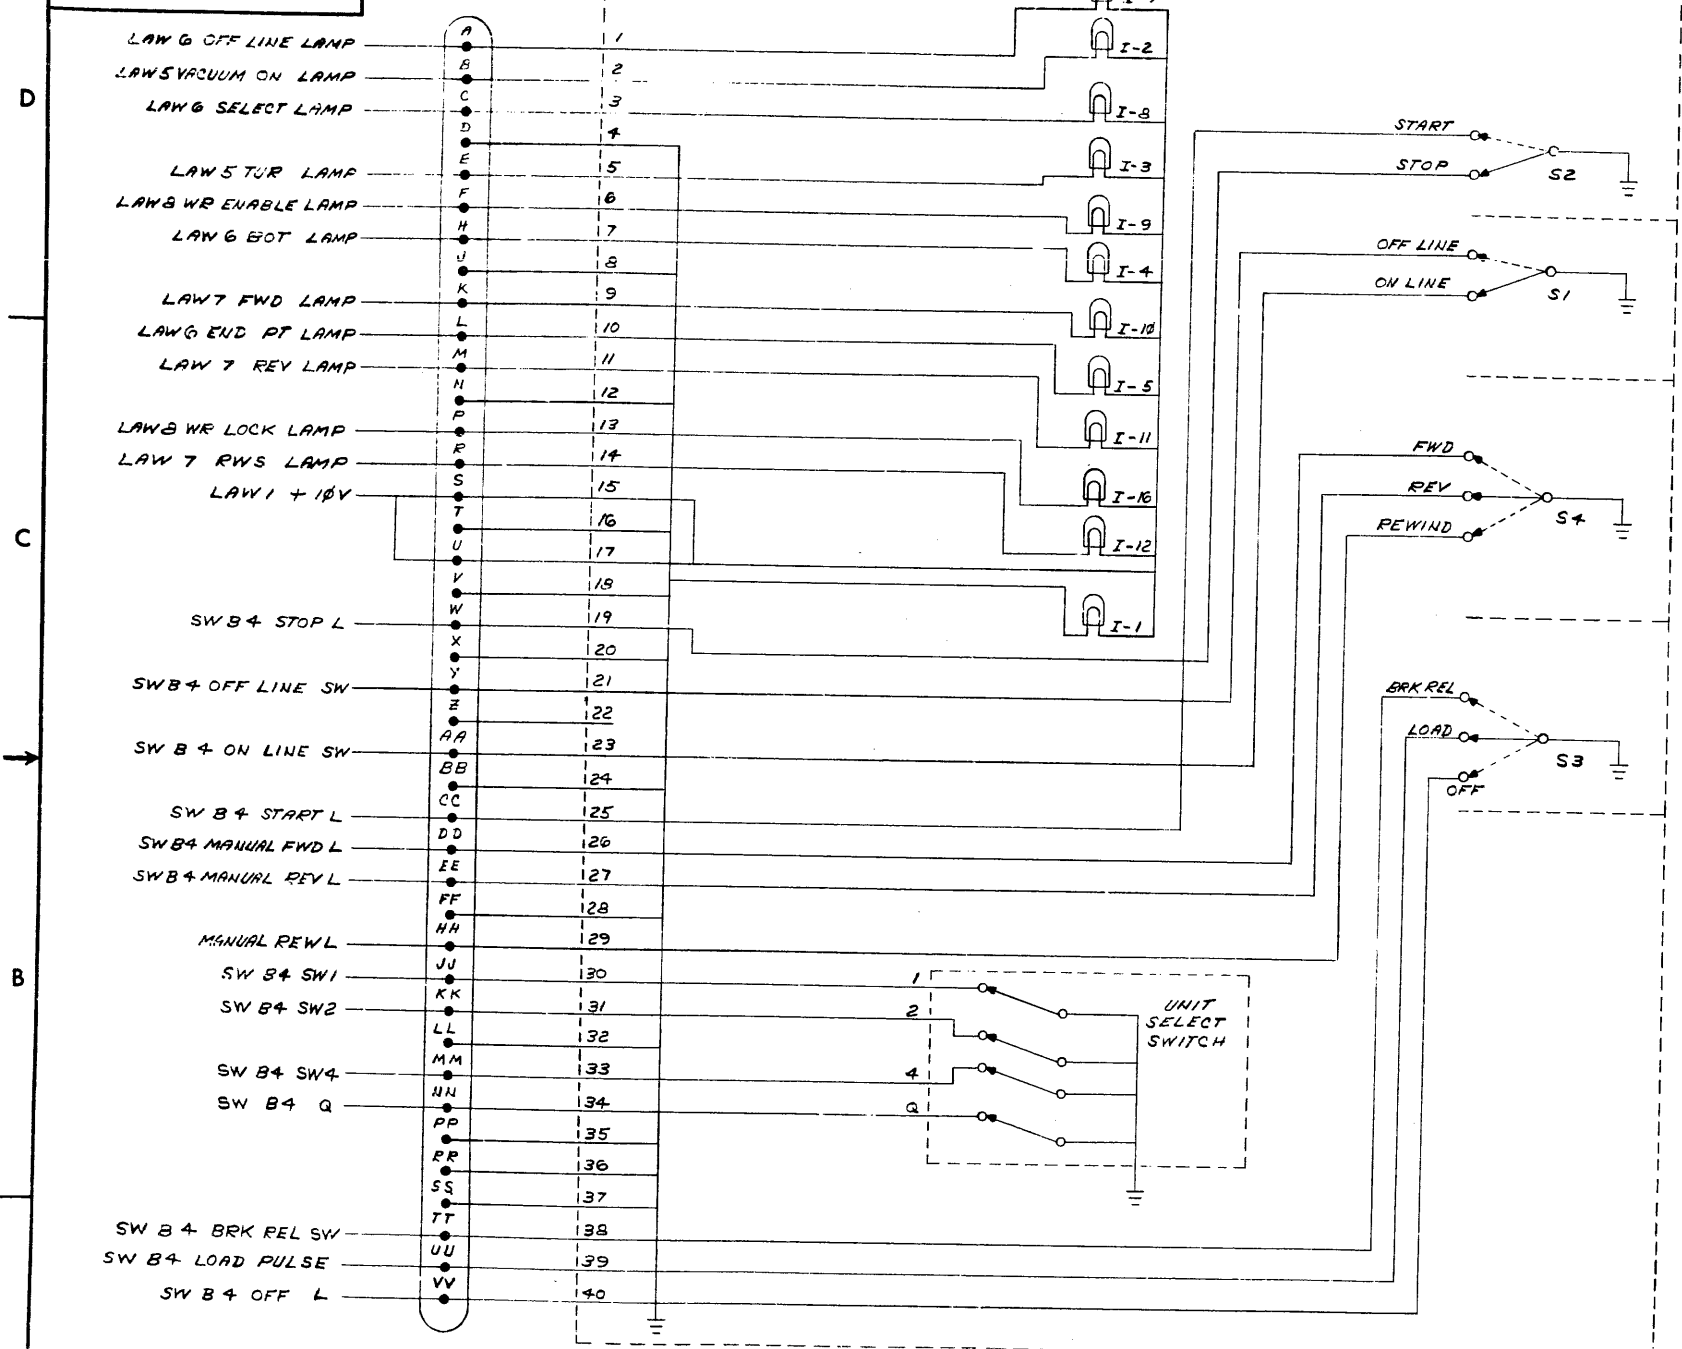 LAW 6 OFF LINE LAMP A 1
LAW 5 VACUUM ON LAMP B 2
LAW 6 SELECT LAMP C 3
D 4
LAW 5 TUR LAMP E 5
LAW 8 WR ENABLE LAMP F 6
LAW 6 BOT LAMP H 7
J 8
LAW 7 FWD LAMP K 9
LAW 6 END PT LAMP L 10
LAW 7 REV LAMP M 11
N 12
LAW 8 WR LOCK LAMP P 13
LAW 7 RWS LAMP R 14
LAW 1 + 1ØV S 15
T 16
U 17
V 18
SW B4 STOP L W 19
X 20
SW B4 OFF LINE SW Y 21
Z 22
SW B4 ON LINE SW AA 23
BB 24
SW B4 START L CC 25
SW B4 MANUAL FWD L DD 26
SW B4 MANUAL REV L EE 27
FF 28
MANUAL REW L HH 29
SW B4 SW1 JJ 30
SW B4 SW2 KK 31
LL 32
SW B4 SW4 MM 33
SW B4 Q NN 34
PP 35
RR 36
SS 37
SW B4 BRK REL SW TT 38
SW B4 LOAD PULSE UU 39
SW B4 OFF L VV 40
I-2
I-8
I-3
I-9
I-4
I-1Ø
I-5
I-11
I-16
I-12
I-1
START
STOP
S2
OFF LINE
ON LINE
S1
FWD
REV
REWIND
S4
BRK REL
LOAD
OFF
S3
1
2
4
Q
UNIT
SELECT
SWITCH
D
C
B